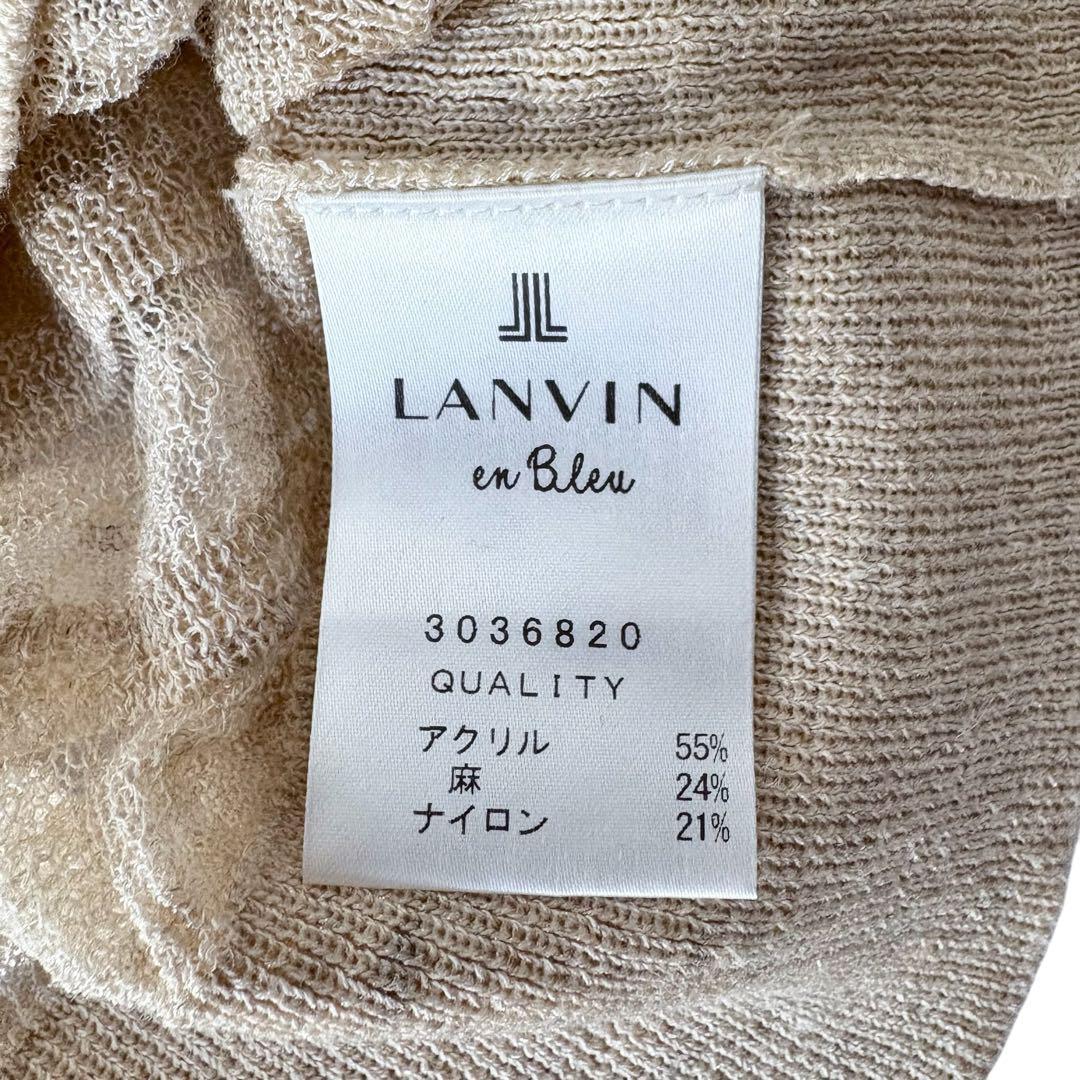 LANVIN
en Bleu
3036820
QUALITY
アクリル 55%
麻 24%
ナイロン 21%